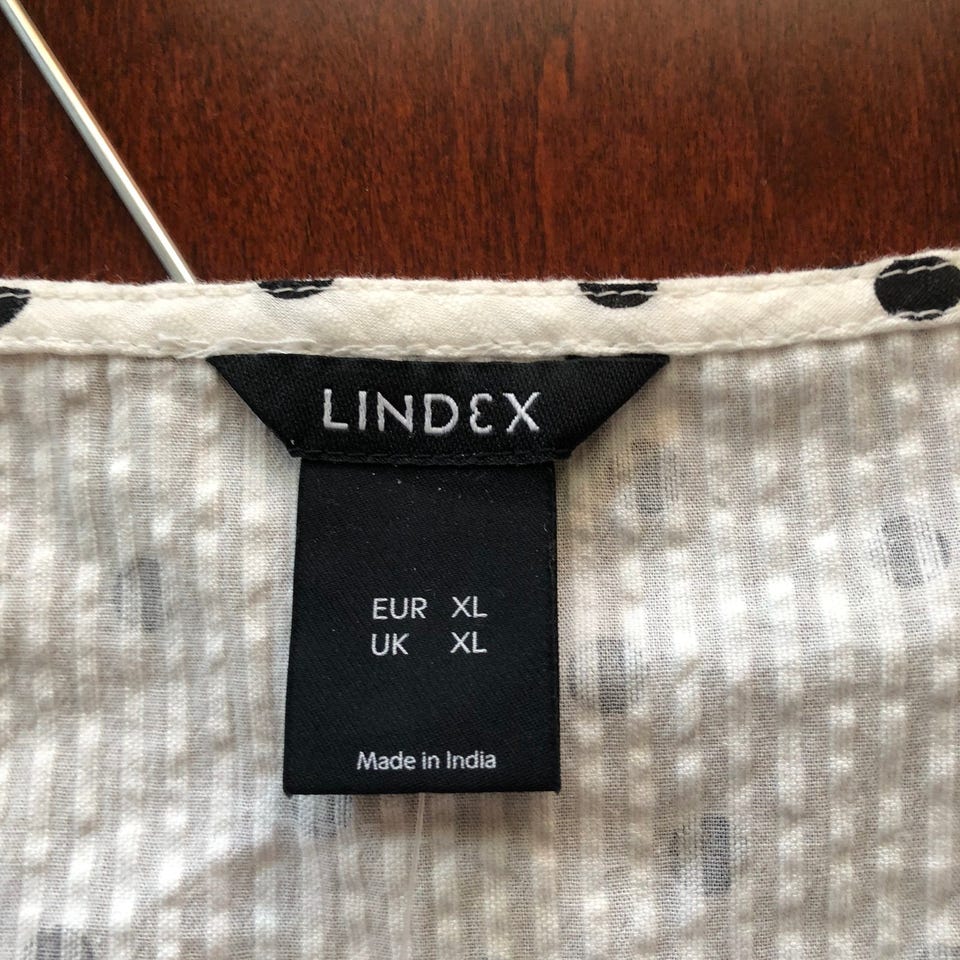 LINDEX
EUR XL
UK XL
Made in India